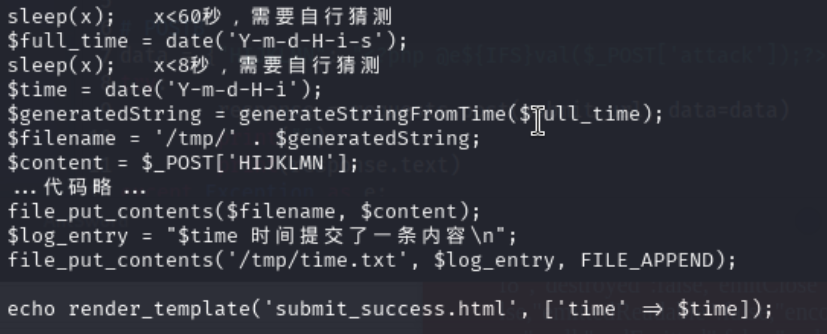 sleep(x);   x<60秒，需要自行猜测
$full_time = date('Y-m-d-H-i-s');
sleep(x);   x<8秒，需要自行猜测
$time = date('Y-m-d-H-i');
$generatedString = generateStringFromTime($full_time);
$filename = '/tmp/' . $generatedString;
$content = $_POST['HIJKLMN'];
...代码略...
file_put_contents($filename, $content);
$log_entry = "$time 时间提交了一条内容\n";
file_put_contents('/tmp/time.txt', $log_entry, FILE_APPEND);
echo render_template('submit_success.html', ['time' => $time]);